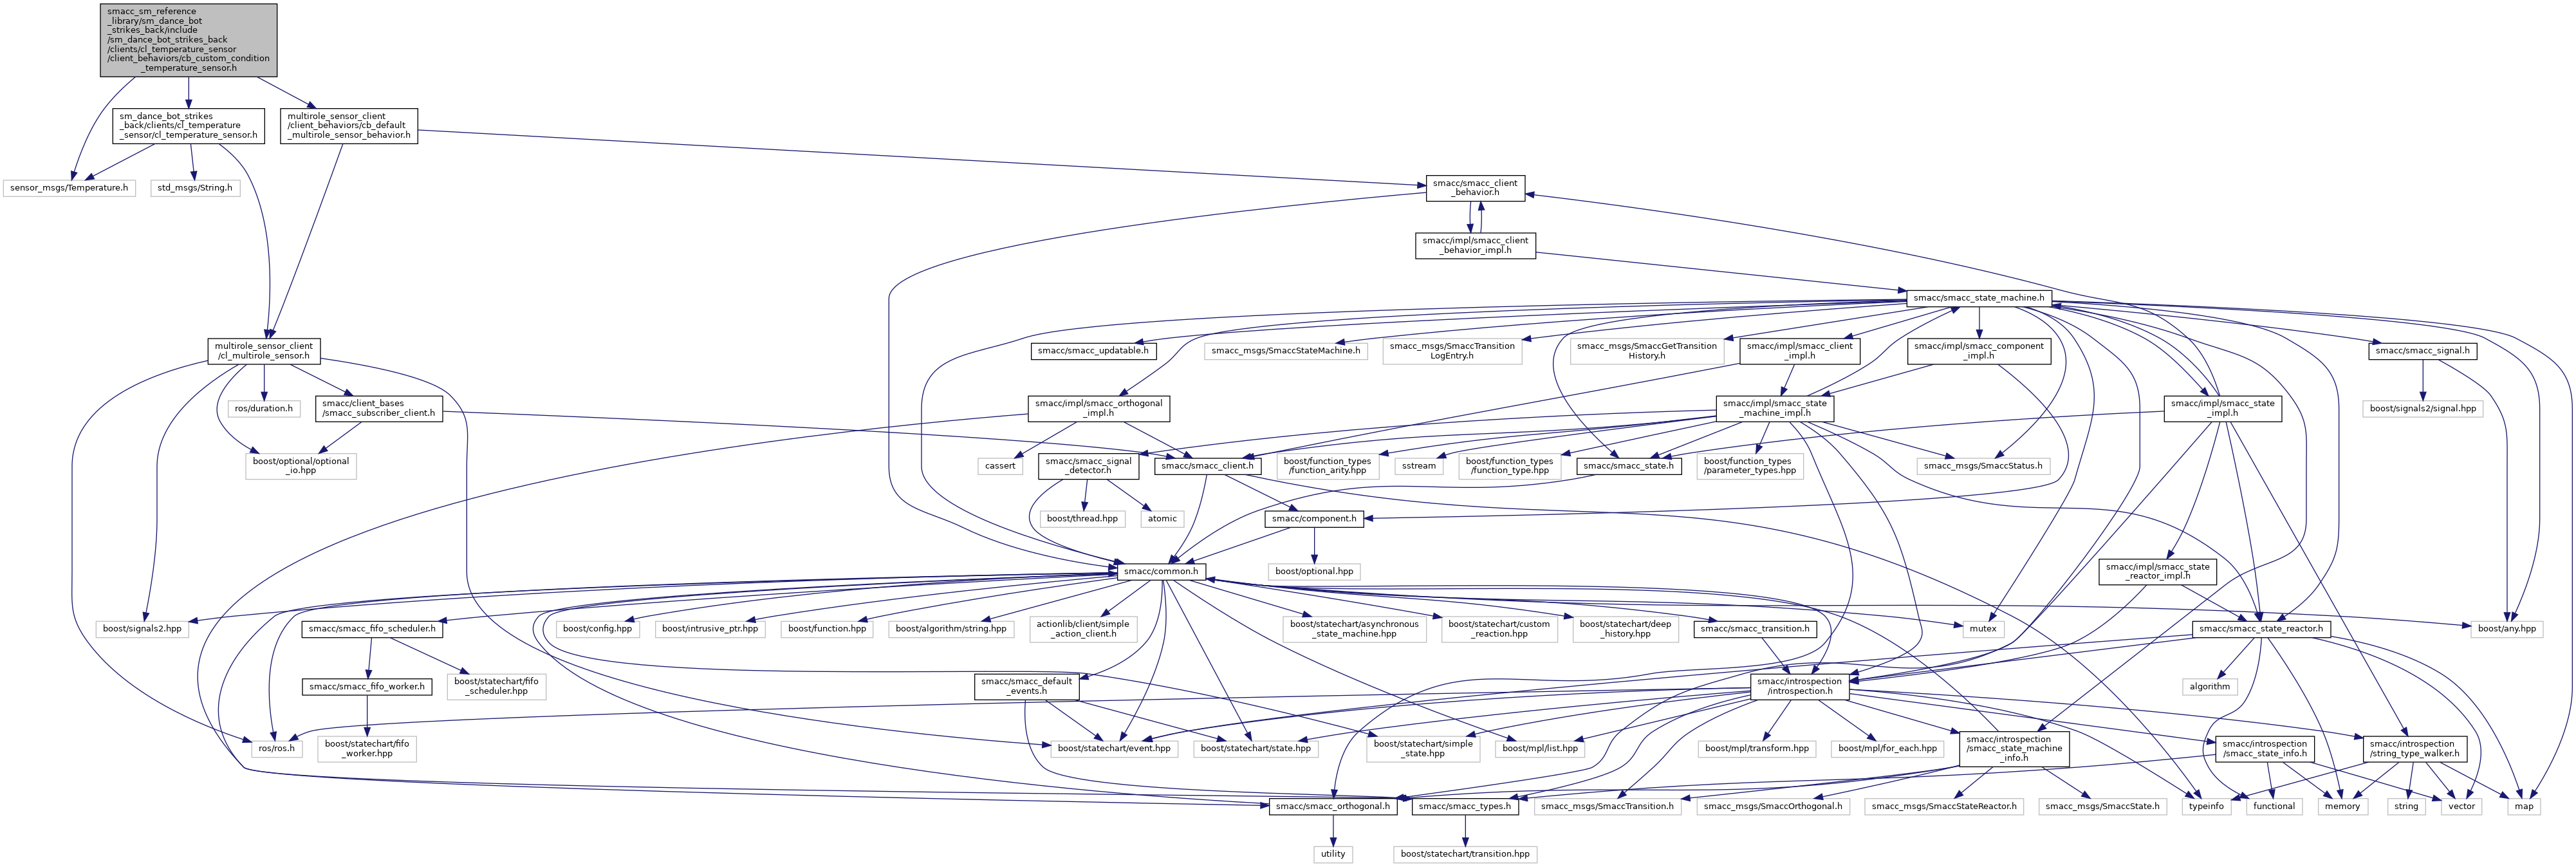 smacc_sm_reference
_library/sm_dance_bot
_strikes_back/include
/sm_dance_bot_strikes_back
/clients/cl_temperature_sensor
/client_behaviors/cb_custom_condition
_temperature_sensor.h
sm_dance_bot_strikes
_back/clients/cl_temperature
_sensor/cl_temperature_sensor.h
multirole_sensor_client
/client_behaviors/cb_default
_multirole_sensor_behavior.h
sensor_msgs/Temperature.h
std_msgs/String.h
smacc/smacc_client
_behavior.h
smacc/impl/smacc_client
_behavior_impl.h
smacc/smacc_state_machine.h
multirole_sensor_client
/cl_multirole_sensor.h
smacc/smacc_updatable.h
smacc_msgs/SmaccStateMachine.h
smacc_msgs/SmaccTransition
LogEntry.h
smacc_msgs/SmaccGetTransition
History.h
smacc/impl/smacc_client
_impl.h
smacc/impl/smacc_component
_impl.h
smacc/smacc_signal.h
ros/duration.h
smacc/client_bases
/smacc_subscriber_client.h
smacc/impl/smacc_orthogonal
_impl.h
smacc/impl/smacc_state
_machine_impl.h
smacc/impl/smacc_state
_impl.h
boost/signals2/signal.hpp
boost/optional/optional
_io.hpp
cassert
smacc/smacc_signal
_detector.h
smacc/smacc_client.h
boost/function_types
/function_arity.hpp
sstream
boost/function_types
/function_type.hpp
smacc/smacc_state.h
boost/function_types
/parameter_types.hpp
smacc_msgs/SmaccStatus.h
boost/thread.hpp
atomic
smacc/component.h
smacc/common.h
boost/optional.hpp
smacc/impl/smacc_state
_reactor_impl.h
boost/signals2.hpp
smacc/smacc_fifo_scheduler.h
boost/config.hpp
boost/intrusive_ptr.hpp
boost/function.hpp
boost/algorithm/string.hpp
actionlib/client/simple
_action_client.h
boost/statechart/asynchronous
_state_machine.hpp
boost/statechart/custom
_reaction.hpp
boost/statechart/deep
_history.hpp
smacc/smacc_transition.h
mutex
smacc/smacc_state_reactor.h
boost/any.hpp
smacc/smacc_fifo_worker.h
boost/statechart/fifo
_scheduler.hpp
smacc/smacc_default
_events.h
smacc/introspection
/introspection.h
algorithm
ros/ros.h
boost/statechart/fifo
_worker.hpp
boost/statechart/event.hpp
boost/statechart/state.hpp
boost/statechart/simple
_state.hpp
boost/mpl/list.hpp
boost/mpl/transform.hpp
boost/mpl/for_each.hpp
smacc/introspection
/smacc_state_machine
_info.h
smacc/introspection
/smacc_state_info.h
smacc/introspection
/string_type_walker.h
smacc/smacc_orthogonal.h
smacc/smacc_types.h
smacc_msgs/SmaccTransition.h
smacc_msgs/SmaccOrthogonal.h
smacc_msgs/SmaccStateReactor.h
smacc_msgs/SmaccState.h
typeinfo
functional
memory
string
vector
map
utility
boost/statechart/transition.hpp